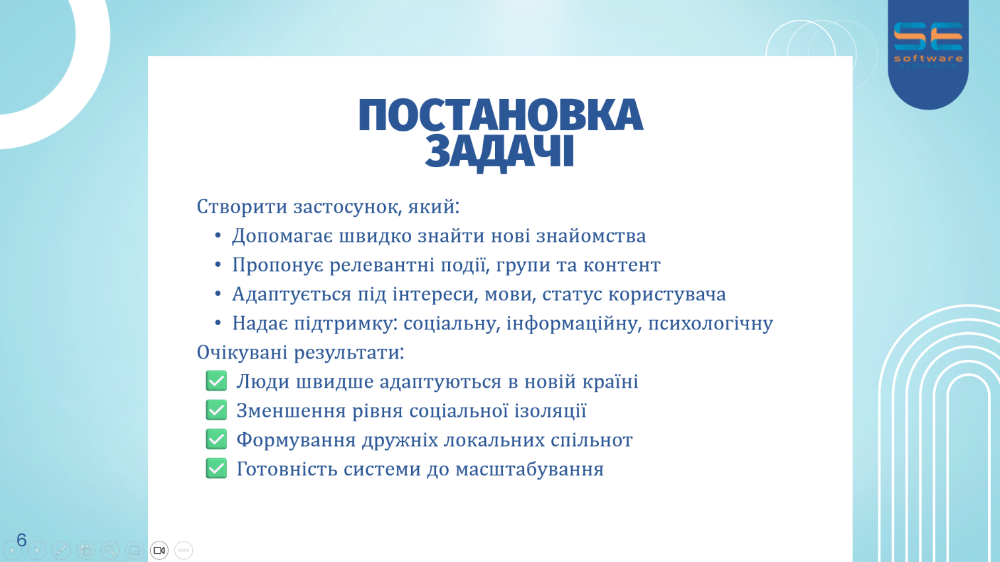 SE
software
engineering
ПОСТАНОВКА
ЗАДАЧІ
Створити застосунок, який:
• Допомагає швидко знайти нові знайомства
• Пропонує релевантні події, групи та контент
• Адаптується під інтереси, мови, статус користувача
• Надає підтримку: соціальну, інформаційну, психологічну
Очікувані результати:
✅ Люди швидше адаптуються в новій країні
✅ Зменшення рівня соціальної ізоляції
✅ Формування дружніх локальних спільнот
✅ Готовність системи до масштабування
6